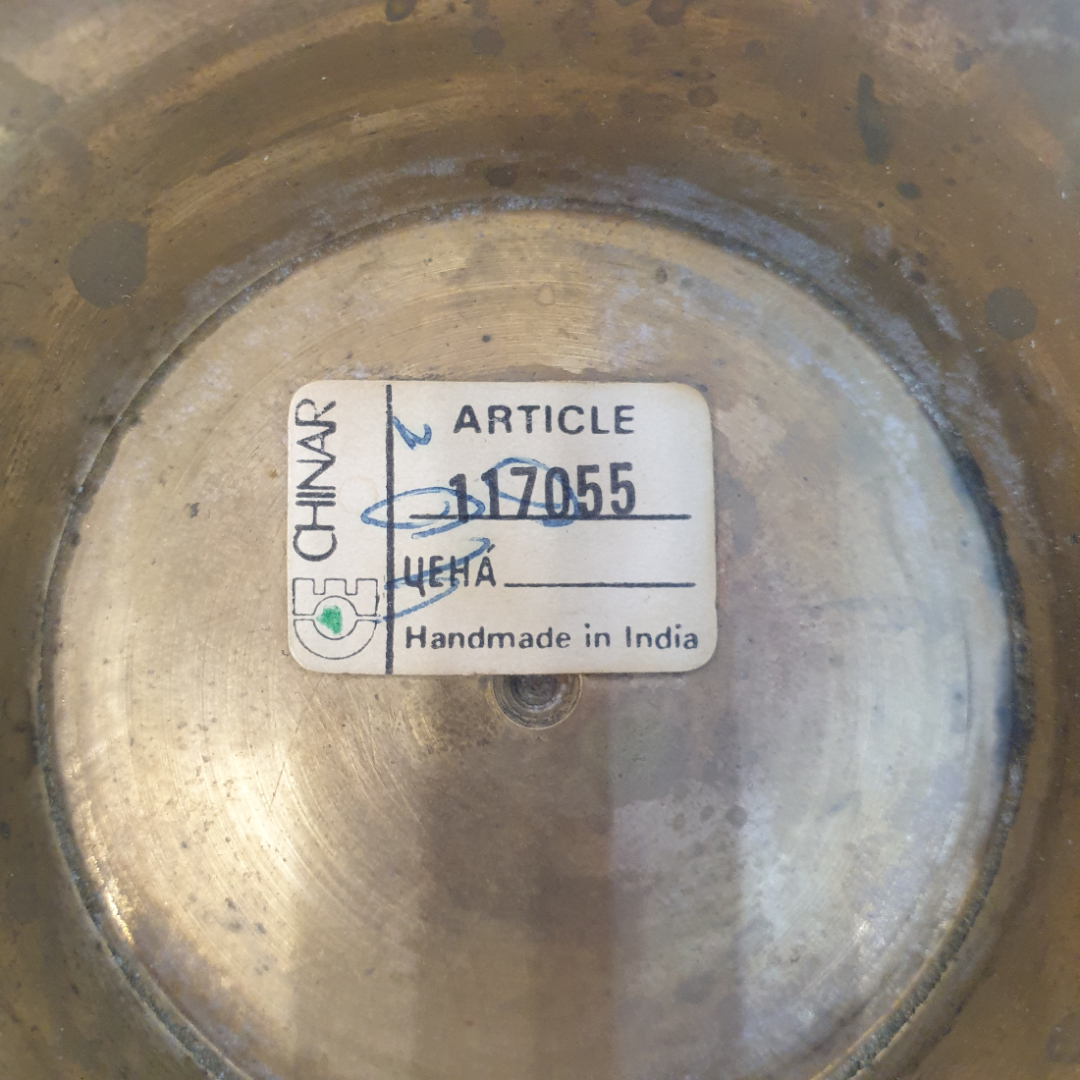 CHINAR
ARTICLE
117055
ЦЕНА́
Handmade in India